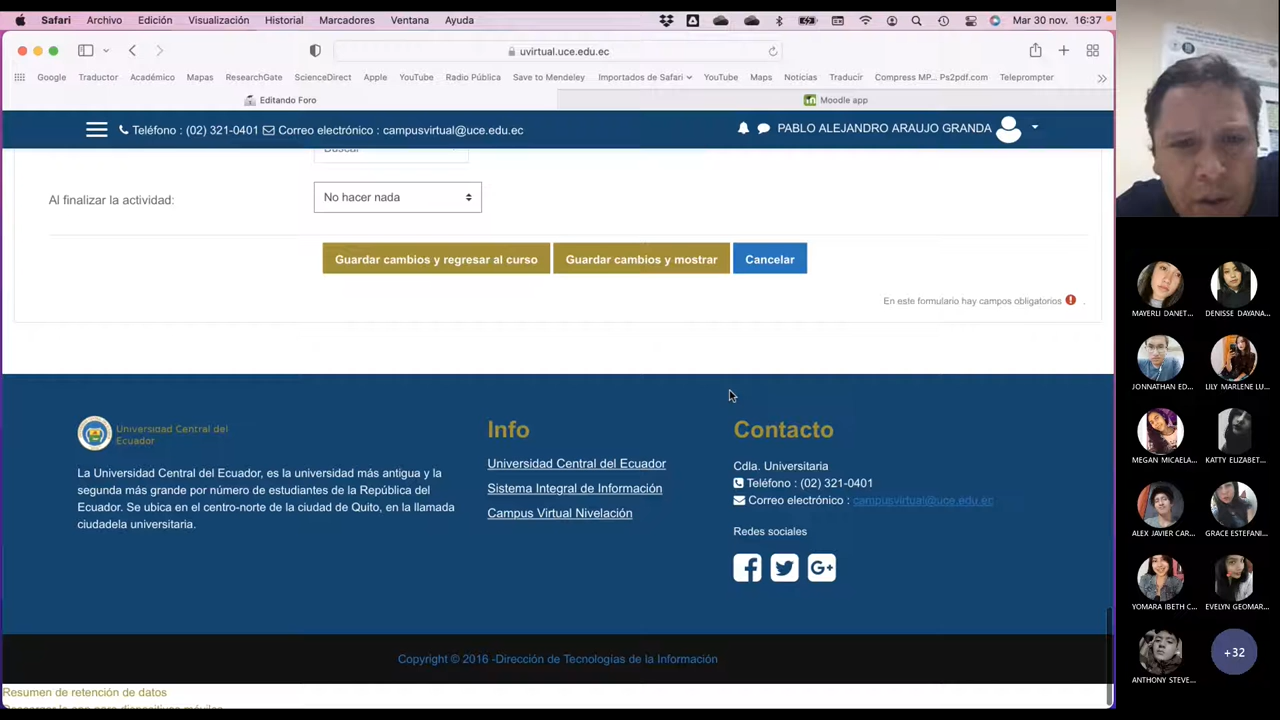 Safari Archivo Edición Visualización Historial Marcadores Ventana Ayuda Mar 30 nov. 16:37
uvirtual.uce.edu.ec
Google Traductor Académico Mapas ResearchGate ScienceDirect Apple YouTube Radio Pública Save to Mendeley Importados de Safari YouTube Maps Noticias Traducir Compress MP... Ps2pdf.com Teleprompter
Editando Foro Moodle app
Teléfono : (02) 321-0401 Correo electrónico : campusvirtual@uce.edu.ec PABLO ALEJANDRO ARAUJO GRANDA
Buscar
Al finalizar la actividad: No hacer nada
Guardar cambios y regresar al curso Guardar cambios y mostrar Cancelar
En este formulario hay campos obligatorios
Universidad Central del
Ecuador
La Universidad Central del Ecuador, es la universidad más antigua y la
segunda más grande por número de estudiantes de la República del
Ecuador. Se ubica en el centro-norte de la ciudad de Quito, en la llamada
ciudadela universitaria.
Info
Universidad Central del Ecuador
Sistema Integral de Información
Campus Virtual Nivelación
Contacto
Cdla. Universitaria
Teléfono : (02) 321-0401
Correo electrónico : campusvirtual@uce.edu.ec
Redes sociales
Copyright © 2016 -Dirección de Tecnologías de la Información
Resumen de retención de datos
Descargar la app para dispositivos móviles
MAYERLI DANET... DENISSE DAYANA...
JONNATHAN ED... LILY MARLENE LU...
MEGAN MICAELA... KATTY ELIZABET...
ALEX JAVIER CAR... GRACE ESTEFANI...
YOMARA IBETH C... EVELYN GEOMAR...
ANTHONY STEVE... +32